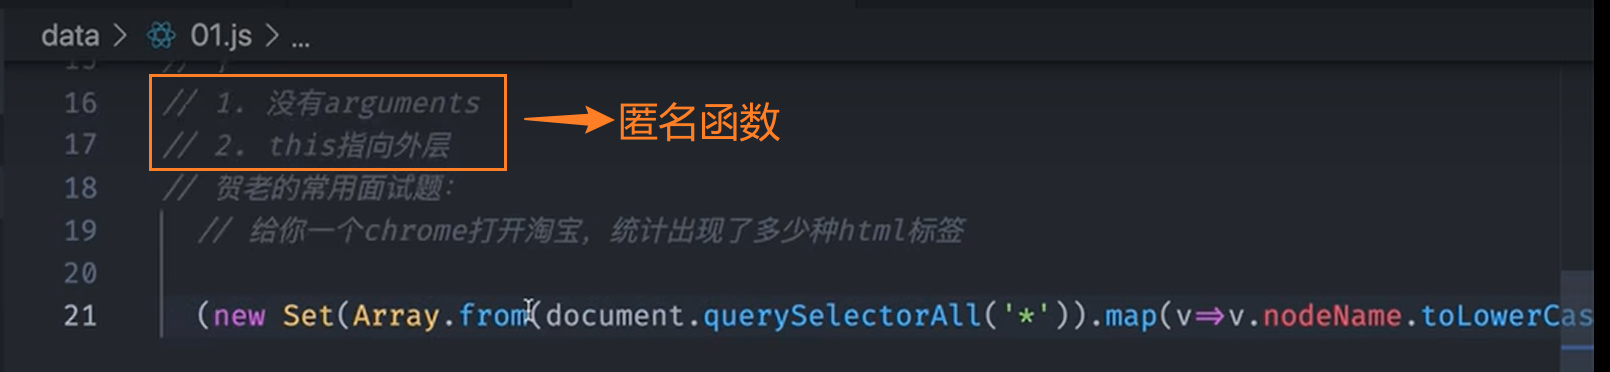 data > 01.js > ...
16 // 1. 没有arguments
17 // 2. this指向外层
匿名函数
18 // 贺老的常用面试题：
19 // 给你一个chrome打开淘宝，统计出现了多少种html标签
20
21 (new Set(Array.from(document.querySelectorAll('*')).map(v=>v.nodeName.toLowerCas